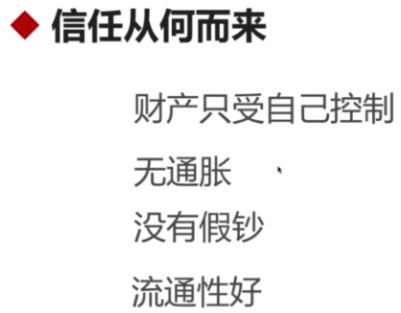 信任从何而来
财产只受自己控制
无通胀
没有假钞
流通性好